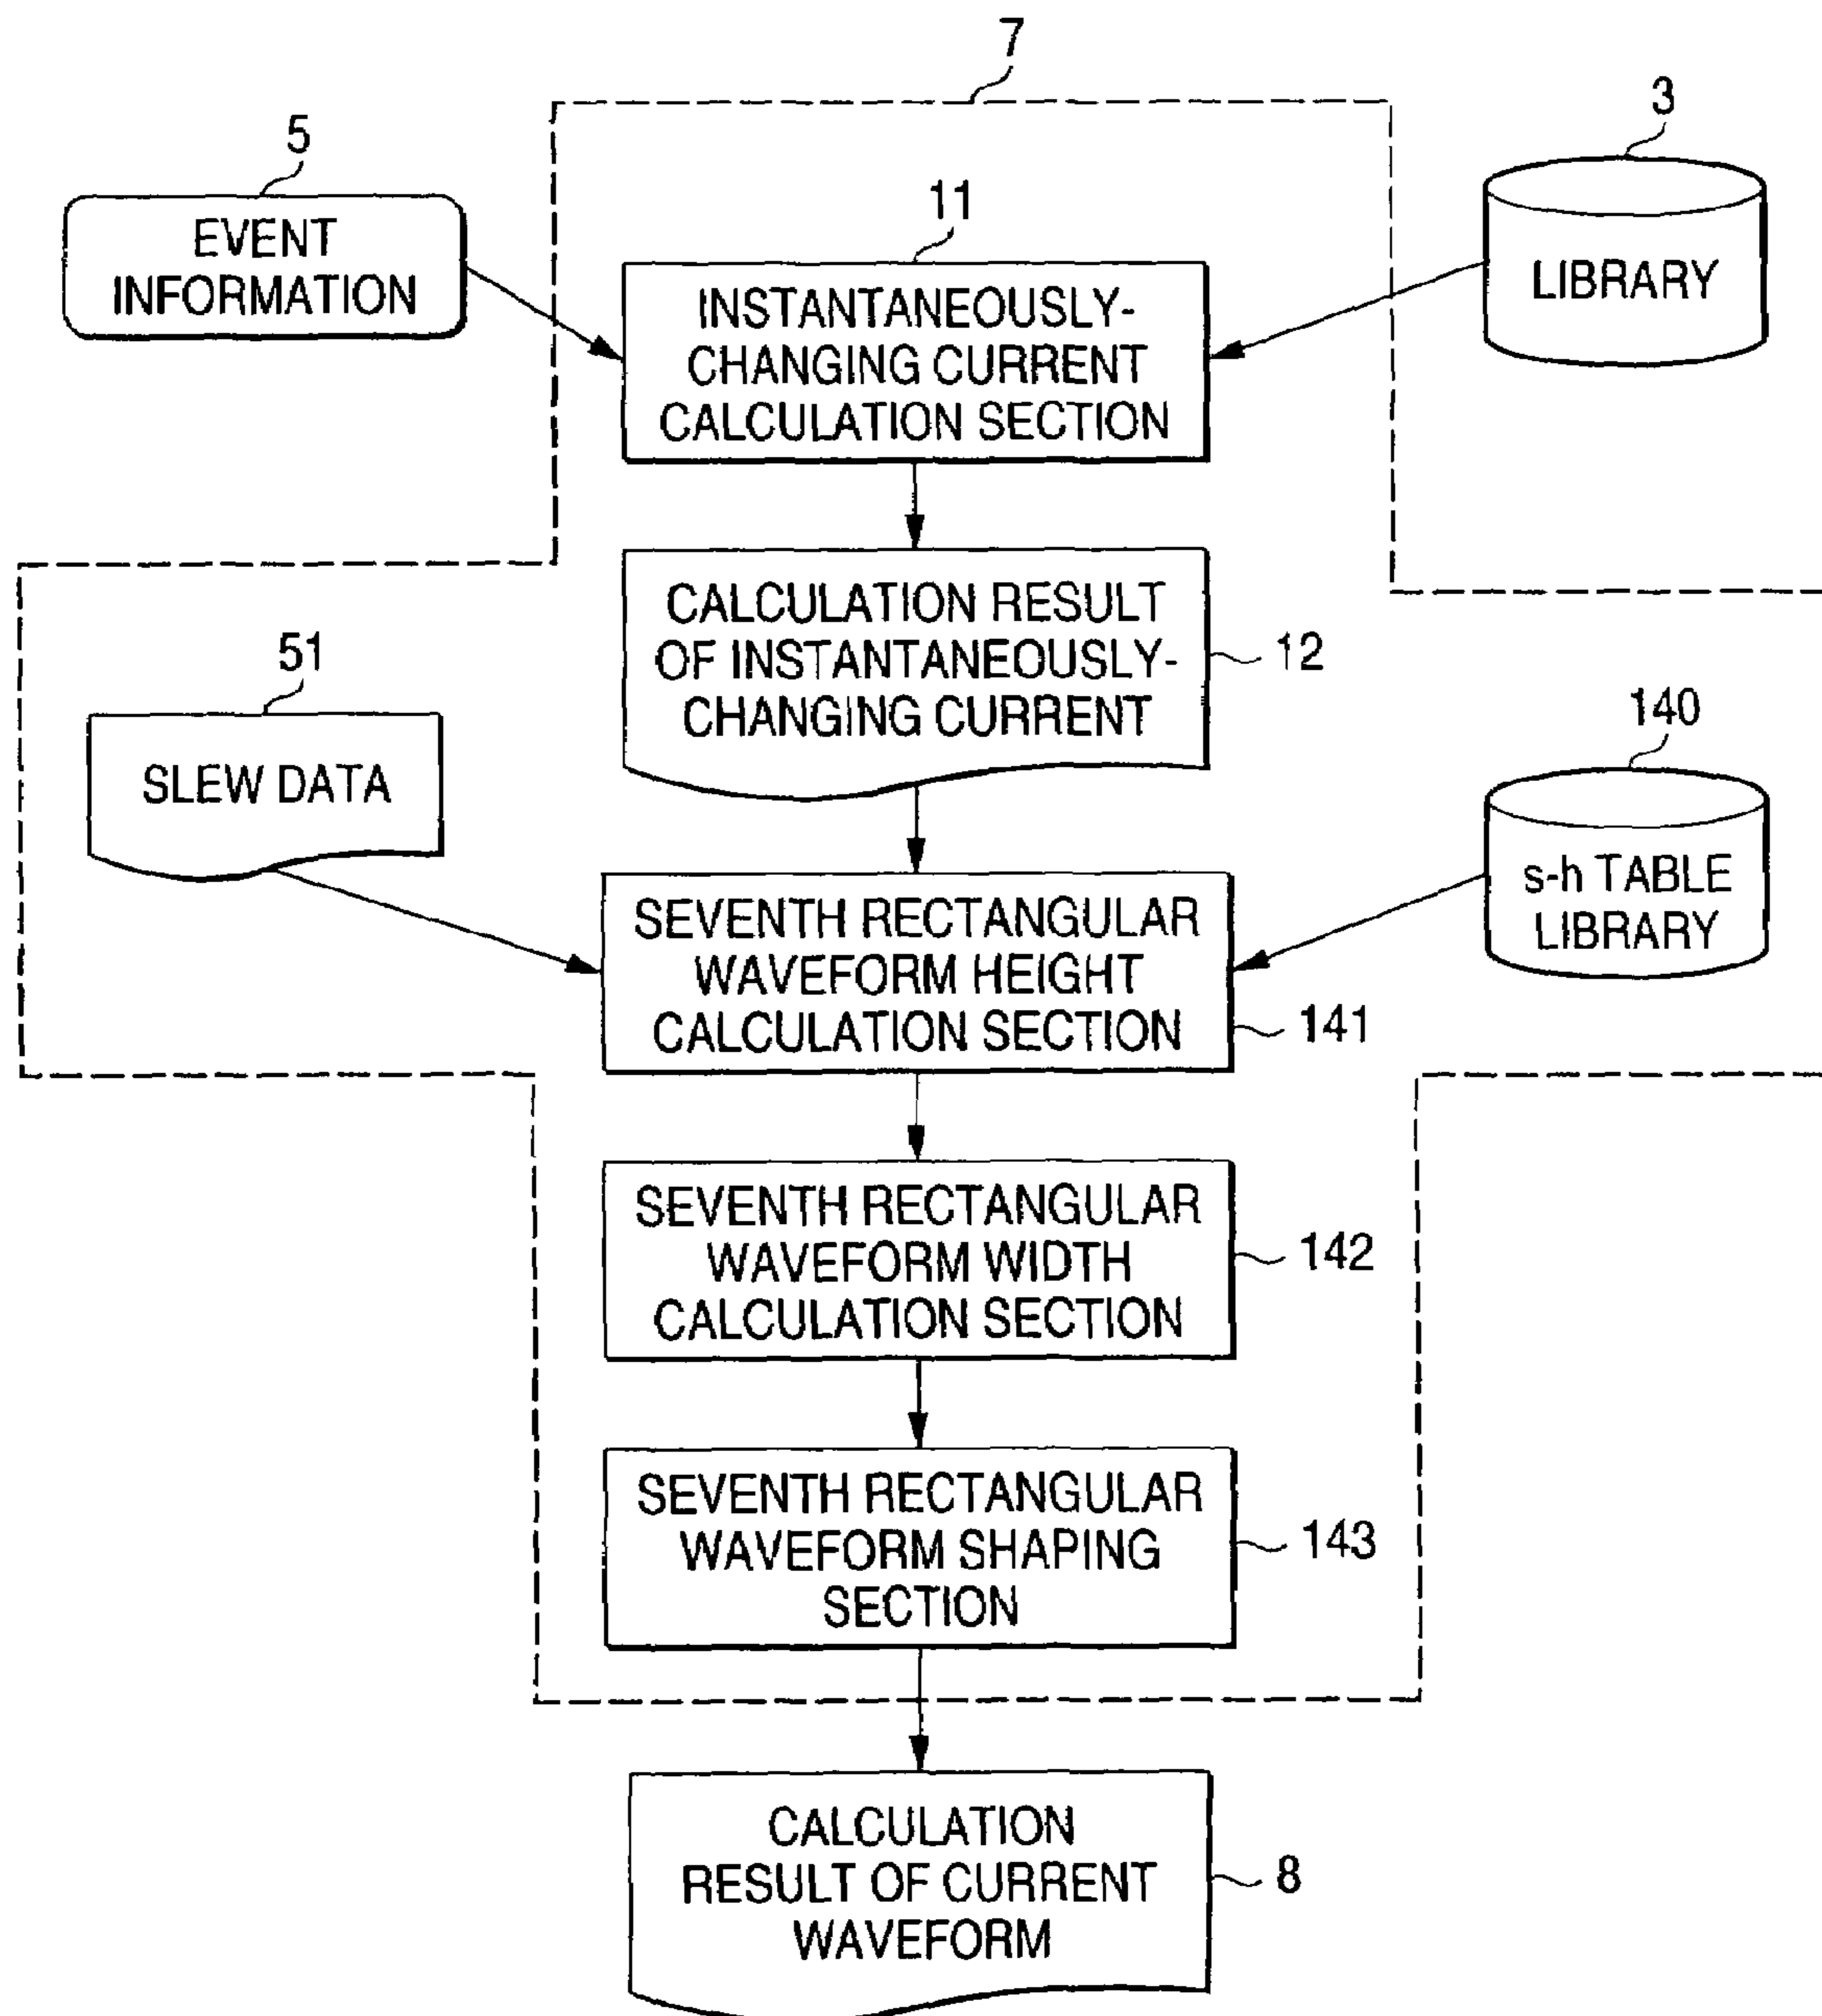 7
3
5
11
EVENT
INFORMATION
INSTANTANEOUSLY-
CHANGING CURRENT
CALCULATION SECTION
LIBRARY
CALCULATION RESULT
OF INSTANTANEOUSLY-
CHANGING CURRENT
12
51
SLEW DATA
140
s-h TABLE
LIBRARY
SEVENTH RECTANGULAR
WAVEFORM HEIGHT
CALCULATION SECTION
141
SEVENTH RECTANGULAR
WAVEFORM WIDTH
CALCULATION SECTION
142
SEVENTH RECTANGULAR
WAVEFORM SHAPING
SECTION
143
CALCULATION
RESULT OF CURRENT
WAVEFORM
8